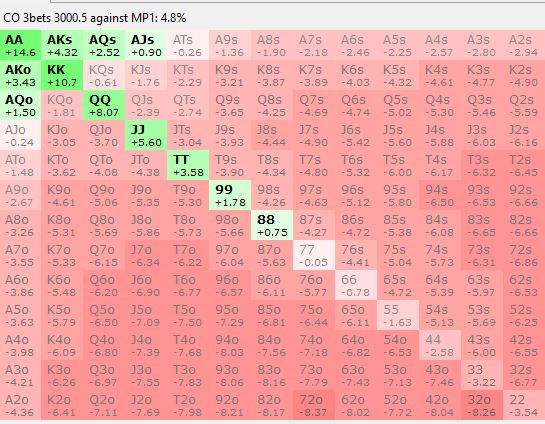 CO 3bets 3000.5 against MP1: 4.8%
AA AKs AQs AJs ATs A9s A8s A7s A6s A5s A4s A3s A2s
+14.6 +4.32 +2.52 +0.90 -0.26 -1.36 -1.90 -2.18 -2.46 -2.25 -2.57 -2.80 -2.94
AKo KK KQs KJs KTs K9s K8s K7s K6s K5s K4s K3s K2s
+3.43 +10.7 -0.61 -1.76 -2.29 -3.21 -3.87 -3.89 -4.03 -4.32 -4.61 -4.77 -4.90
AQo KQo QQ QJs QTs Q9s Q8s Q7s Q6s Q5s Q4s Q3s Q2s
+1.50 -1.81 +8.07 -2.39 -2.74 -3.65 -4.25 -4.69 -4.74 -5.02 -5.30 -5.46 -5.59
AJo KJo QJo JJ JTs J9s J8s J7s J6s J5s J4s J3s J2s
-0.24 -3.05 -3.70 +5.60 -3.04 -3.93 -4.44 -4.90 -5.42 -5.60 -5.88 -6.03 -6.16
ATo KTo QTo JTo TT T9s T8s T7s T6s T5s T4s T3s T2s
-1.48 -3.62 -4.08 -4.38 +3.58 -3.90 -4.34 -4.80 -5.32 -6.00 -6.17 -6.32 -6.45
A9o K9o Q9o J9o T9o 99 98s 97s 96s 95s 94s 93s 92s
-2.67 -4.61 -5.06 -5.35 -5.30 +1.78 -4.26 -4.63 -5.12 -5.80 -6.50 -6.53 -6.66
A8o K8o Q8o J8o T8o 98o 88 87s 86s 85s 84s 83s 82s
-3.26 -5.31 -5.69 -5.86 -5.73 -5.66 +0.75 -4.27 -4.72 -5.38 -6.08 -6.65 -6.66
A7o K7o Q7o J7o T7o 97o 87o 77 76s 75s 74s 73s 72s
-3.55 -5.33 -6.15 -6.34 -6.22 -6.04 -5.63 -0.05 -4.41 -5.04 -5.73 -6.31 -6.86
A6o K6o Q6o J6o T6o 96o 86o 76o 66 65s 64s 63s 62s
-3.86 -5.48 -6.20 -6.90 -6.77 -6.57 -6.11 -5.77 -0.78 -4.72 -5.39 -5.97 -6.53
A5o K5o Q5o J5o T5o 95o 85o 75o 65o 55 54s 53s 52s
-3.63 -5.79 -6.50 -7.09 -7.50 -7.29 -6.81 -6.44 -6.11 -1.63 -5.13 -5.69 -6.25
A4o K4o Q4o J4o T4o 94o 84o 74o 64o 54o 44 43s 42s
-3.98 -6.09 -6.80 -7.39 -7.68 -8.03 -7.56 -7.18 -6.82 -6.53 -2.58 -6.00 -6.55
A3o K3o Q3o J3o T3o 93o 83o 73o 63o 53o 43o 33 32s
-4.21 -6.26 -6.97 -7.55 -7.83 -8.06 -8.16 -7.79 -7.43 -7.13 -7.46 -3.22 -6.77
A2o K2o Q2o J2o T2o 92o 82o 72o 62o 52o 42o 32o 22
-4.36 -6.41 -7.11 -7.69 -7.98 -8.21 -8.17 -8.37 -8.02 -7.72 -8.04 -8.26 -3.54